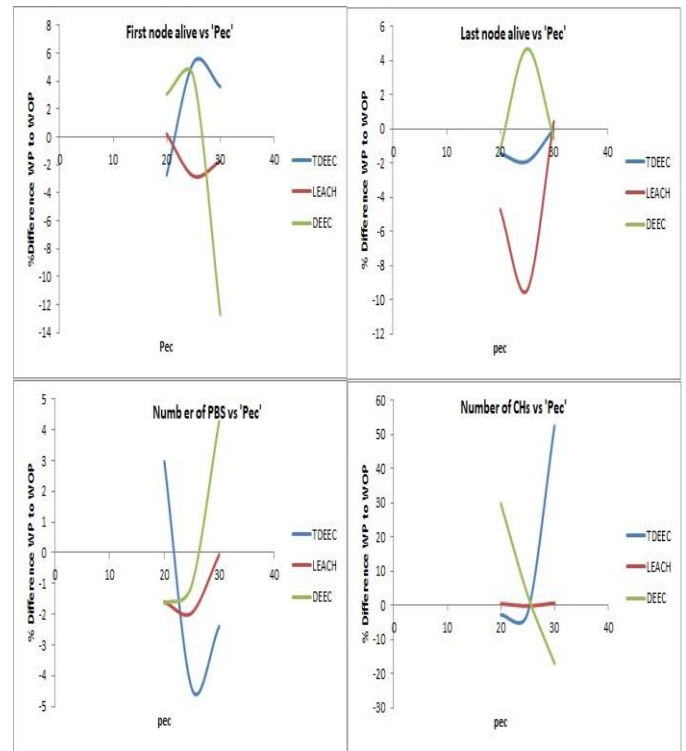 First node alive vs 'Pec'
%Difference WP to WOP
8
6
4
2
0
-2
-4
-6
-8
-10
-12
-14
0
10
20
30
40
TDEEC
LEACH
DEEC
Pec
Last node alive vs 'Pec'
% Difference WP to WOP
6
4
2
0
-2
-4
-6
-8
-10
-12
0
10
20
30
40
TDEEC
LEACH
DEEC
pec
Number of PBS vs 'Pec'
% Difference WP to WOP
5
4
3
2
1
0
-1
-2
-3
-4
-5
0
10
20
30
40
TDEEC
LEACH
DEEC
pec
Number of CHs vs 'Pec'
% Difference WP to WOP
60
50
40
30
20
10
0
-10
-20
-30
0
10
20
30
40
TDEEC
LEACH
DEEC
pec